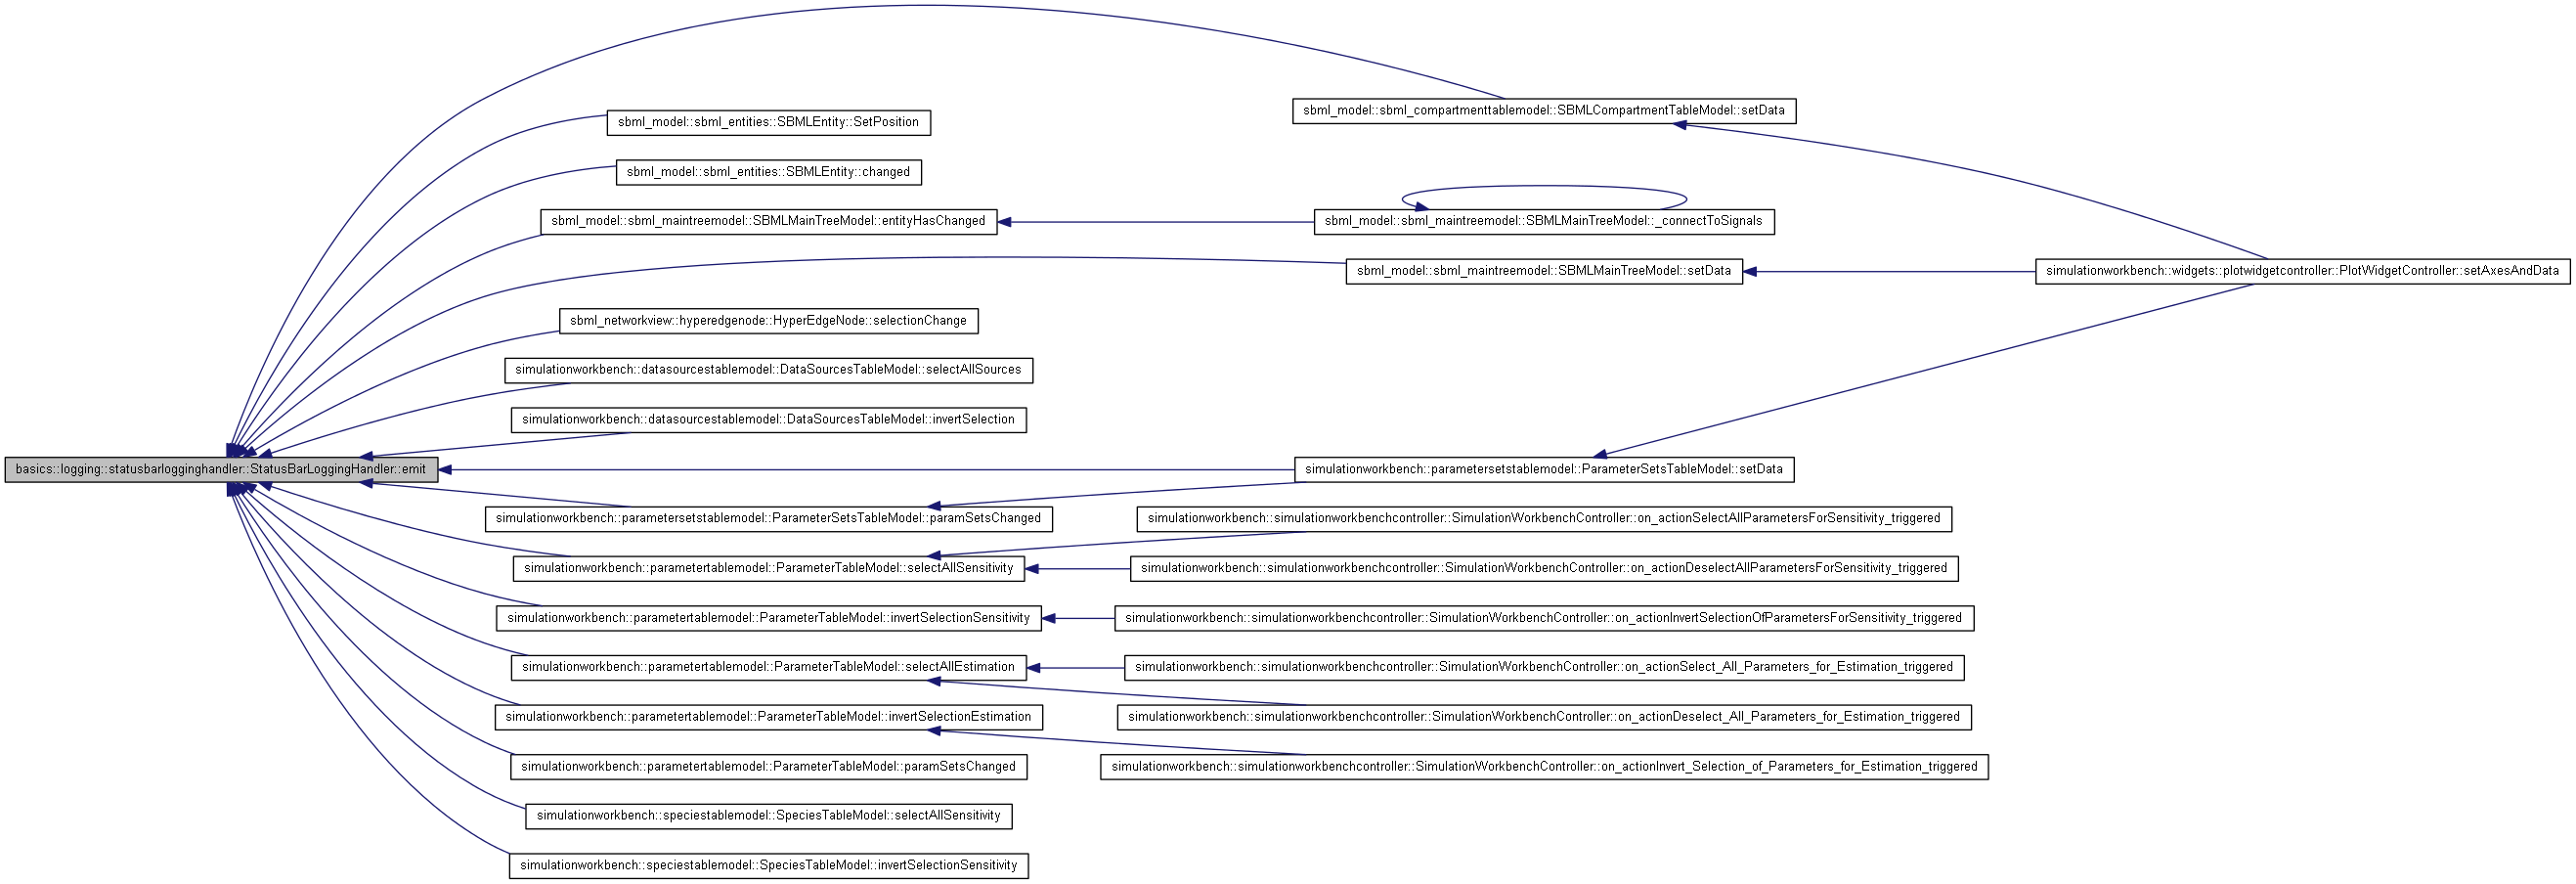 sbml_model::sbml_compartmenttablemodel::SBMLCompartmentTableModel::setData
sbml_model::sbml_entities::SBMLEntity::SetPosition
sbml_model::sbml_entities::SBMLEntity::changed
sbml_model::sbml_maintreemodel::SBMLMainTreeModel::entityHasChanged
sbml_model::sbml_maintreemodel::SBMLMainTreeModel::_connectToSignals
sbml_model::sbml_maintreemodel::SBMLMainTreeModel::setData
simulationworkbench::widgets::plotwidgetcontroller::PlotWidgetController::setAxesAndData
sbml_networkview::hyperedgenode::HyperEdgeNode::selectionChange
simulationworkbench::datasourcestablemodel::DataSourcesTableModel::selectAllSources
simulationworkbench::datasourcestablemodel::DataSourcesTableModel::invertSelection
basics::logging::statusbarlogginghandler::StatusBarLoggingHandler::emit
simulationworkbench::parametersetstablemodel::ParameterSetsTableModel::setData
simulationworkbench::parametersetstablemodel::ParameterSetsTableModel::paramSetsChanged
simulationworkbench::simulationworkbenchcontroller::SimulationWorkbenchController::on_actionSelectAllParametersForSensitivity_triggered
simulationworkbench::parametertablemodel::ParameterTableModel::selectAllSensitivity
simulationworkbench::simulationworkbenchcontroller::SimulationWorkbenchController::on_actionDeselectAllParametersForSensitivity_triggered
simulationworkbench::parametertablemodel::ParameterTableModel::invertSelectionSensitivity
simulationworkbench::simulationworkbenchcontroller::SimulationWorkbenchController::on_actionInvertSelectionOfParametersForSensitivity_triggered
simulationworkbench::parametertablemodel::ParameterTableModel::selectAllEstimation
simulationworkbench::simulationworkbenchcontroller::SimulationWorkbenchController::on_actionSelect_All_Parameters_for_Estimation_triggered
simulationworkbench::parametertablemodel::ParameterTableModel::invertSelectionEstimation
simulationworkbench::simulationworkbenchcontroller::SimulationWorkbenchController::on_actionDeselect_All_Parameters_for_Estimation_triggered
simulationworkbench::parametertablemodel::ParameterTableModel::paramSetsChanged
simulationworkbench::simulationworkbenchcontroller::SimulationWorkbenchController::on_actionInvert_Selection_of_Parameters_for_Estimation_triggered
simulationworkbench::speciestablemodel::SpeciesTableModel::selectAllSensitivity
simulationworkbench::speciestablemodel::SpeciesTableModel::invertSelectionSensitivity